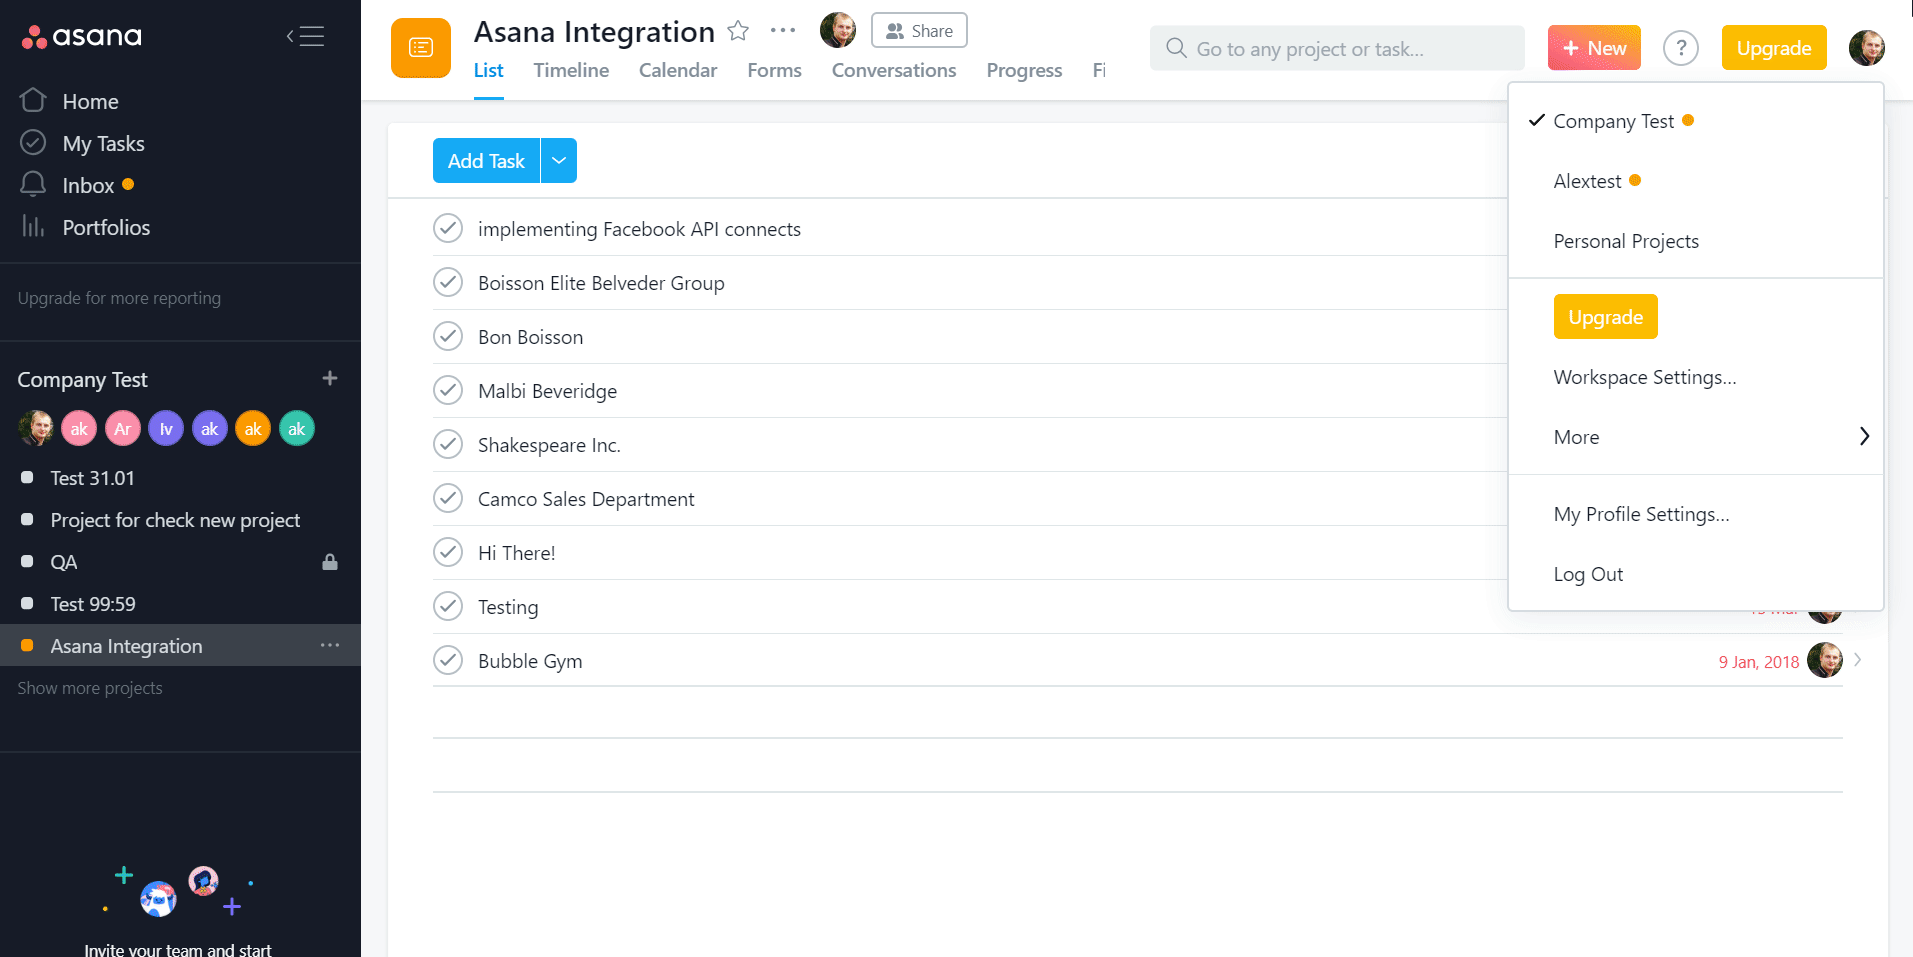 asana
Home
My Tasks
Inbox
Portfolios
Upgrade for more reporting
Company Test
ak Ar Iv ak ak ak
Test 31.01
Project for check new project
QA
Test 99:59
Asana Integration
Show more projects
Invite your team and start
Asana Integration
Share
List Timeline Calendar Forms Conversations Progress Fi
Go to any project or task...
+ New
?
Upgrade
Add Task
implementing Facebook API connects
Boisson Elite Belveder Group
Bon Boisson
Malbi Beveridge
Shakespeare Inc.
Camco Sales Department
Hi There!
Testing
Bubble Gym
9 Jan, 2018
Company Test
Alextest
Personal Projects
Upgrade
Workspace Settings...
More
My Profile Settings...
Log Out